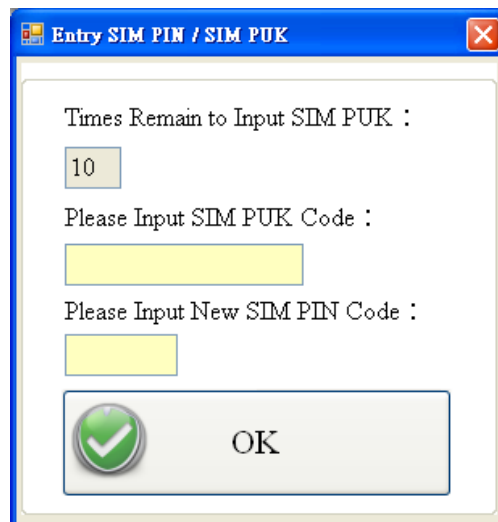 Entry SIM PIN / SIM PUK
Times Remain to Input SIM PUK：
10
Please Input SIM PUK Code：
Please Input New SIM PIN Code：
OK